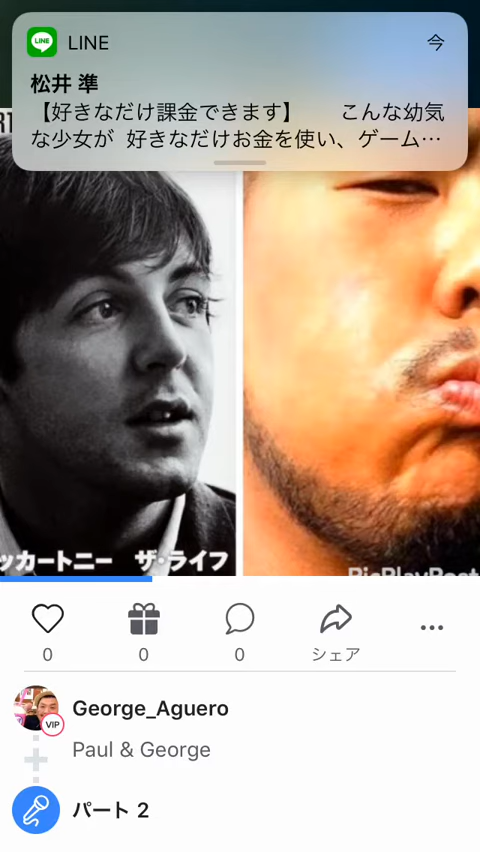 LINE
LINE 今
松井 準
【好きなだけ課金できます】 こんな幼気
な少女が 好きなだけお金を使い、ゲーム…
ッカートニー ザ・ライフ
PicPlayPost
0
0
0
シェア
George_Aguero
VIP
Paul & George
パート 2